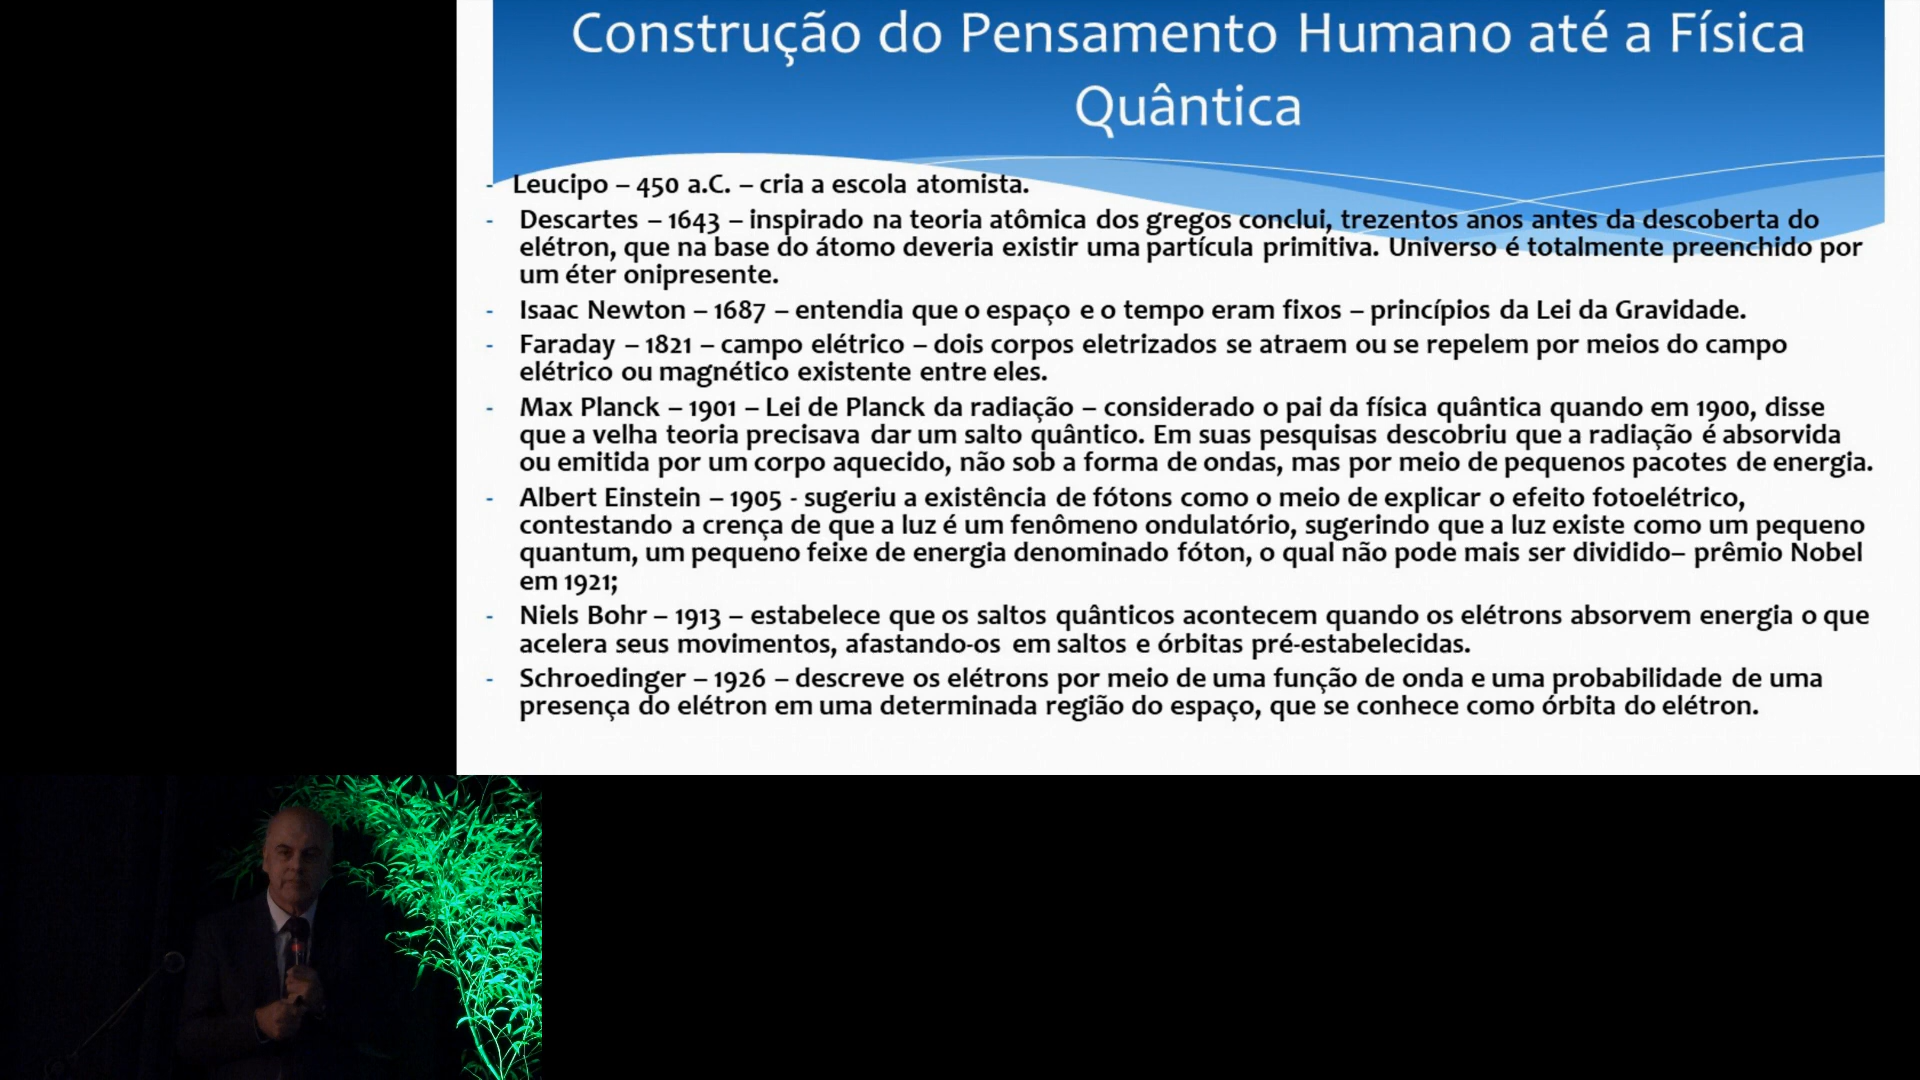 Construção do Pensamento Humano até a Física
Quântica
- Leucipo – 450 a.C. – cria a escola atomista.
- Descartes – 1643 – inspirado na teoria atômica dos gregos conclui, trezentos anos antes da descoberta do
elétron, que na base do átomo deveria existir uma partícula primitiva. Universo é totalmente preenchido por
um éter onipresente.
- Isaac Newton – 1687 – entendia que o espaço e o tempo eram fixos – princípios da Lei da Gravidade.
- Faraday – 1821 – campo elétrico – dois corpos eletrizados se atraem ou se repelem por meios do campo
elétrico ou magnético existente entre eles.
- Max Planck – 1901 – Lei de Planck da radiação – considerado o pai da física quântica quando em 1900, disse
que a velha teoria precisava dar um salto quântico. Em suas pesquisas descobriu que a radiação é absorvida
ou emitida por um corpo aquecido, não sob a forma de ondas, mas por meio de pequenos pacotes de energia.
- Albert Einstein – 1905 - sugeriu a existência de fótons como o meio de explicar o efeito fotoelétrico,
contestando a crença de que a luz é um fenômeno ondulatório, sugerindo que a luz existe como um pequeno
quantum, um pequeno feixe de energia denominado fóton, o qual não pode mais ser dividido– prêmio Nobel
em 1921;
- Niels Bohr – 1913 – estabelece que os saltos quânticos acontecem quando os elétrons absorvem energia o que
acelera seus movimentos, afastando-os em saltos e órbitas pré-estabelecidas.
- Schroedinger – 1926 – descreve os elétrons por meio de uma função de onda e uma probabilidade de uma
presença do elétron em uma determinada região do espaço, que se conhece como órbita do elétron.